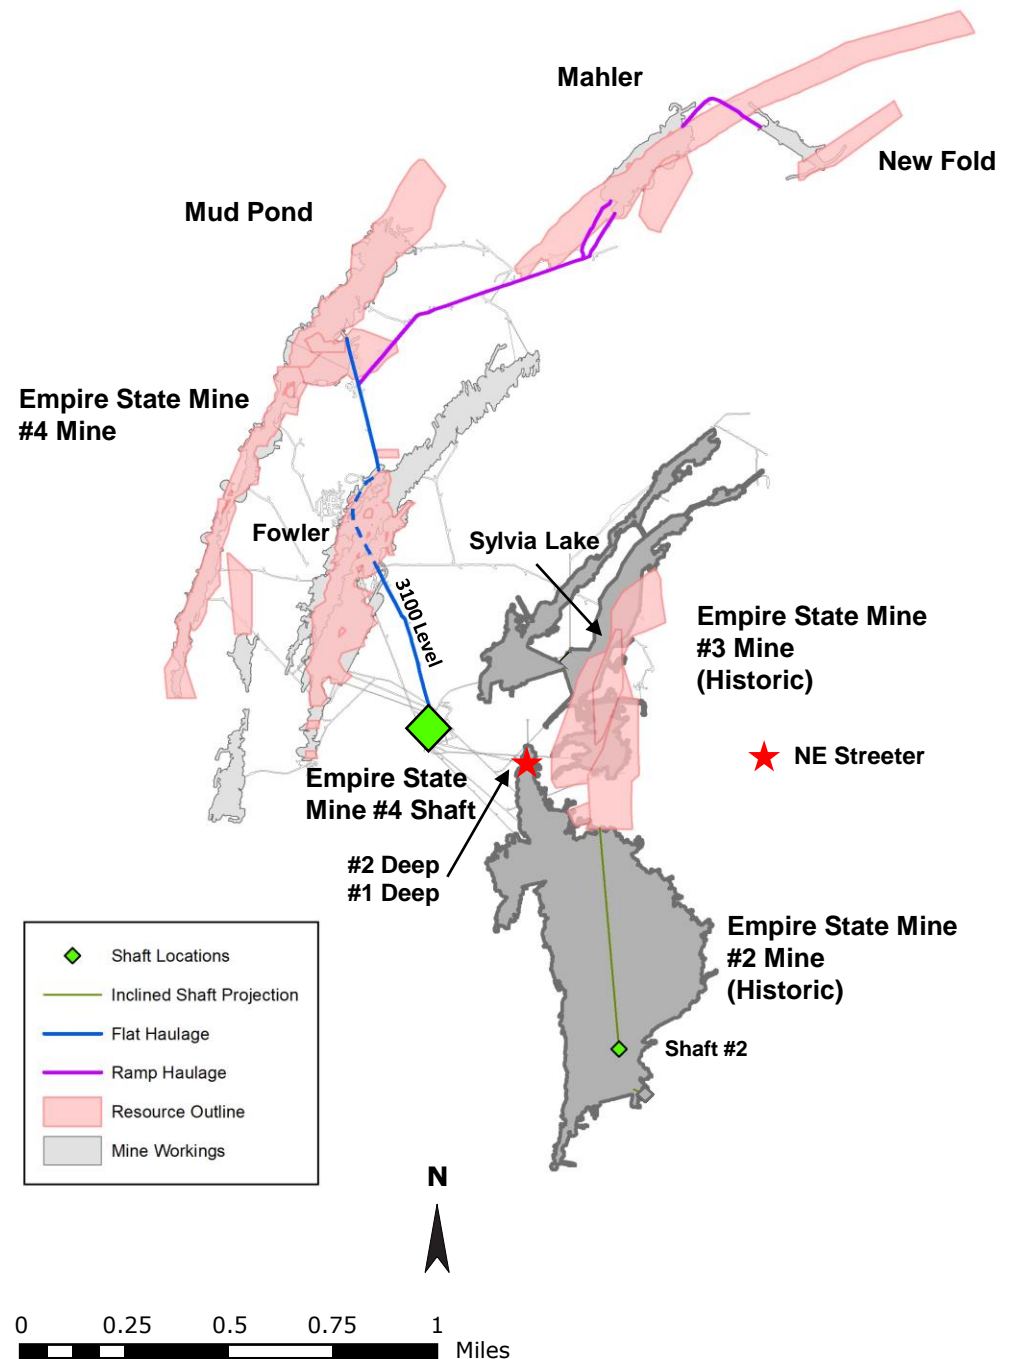 Mahler
New Fold
Mud Pond
Empire State Mine
#4 Mine
Fowler
Sylvia Lake
3100 Level
Empire State Mine
#3 Mine
(Historic)
NE Streeter
Empire State
Mine #4 Shaft
#2 Deep
#1 Deep
Empire State Mine
#2 Mine
(Historic)
Shaft #2
Shaft Locations
Inclined Shaft Projection
Flat Haulage
Ramp Haulage
Resource Outline
Mine Workings
N
0 0.25 0.5 0.75 1
Miles